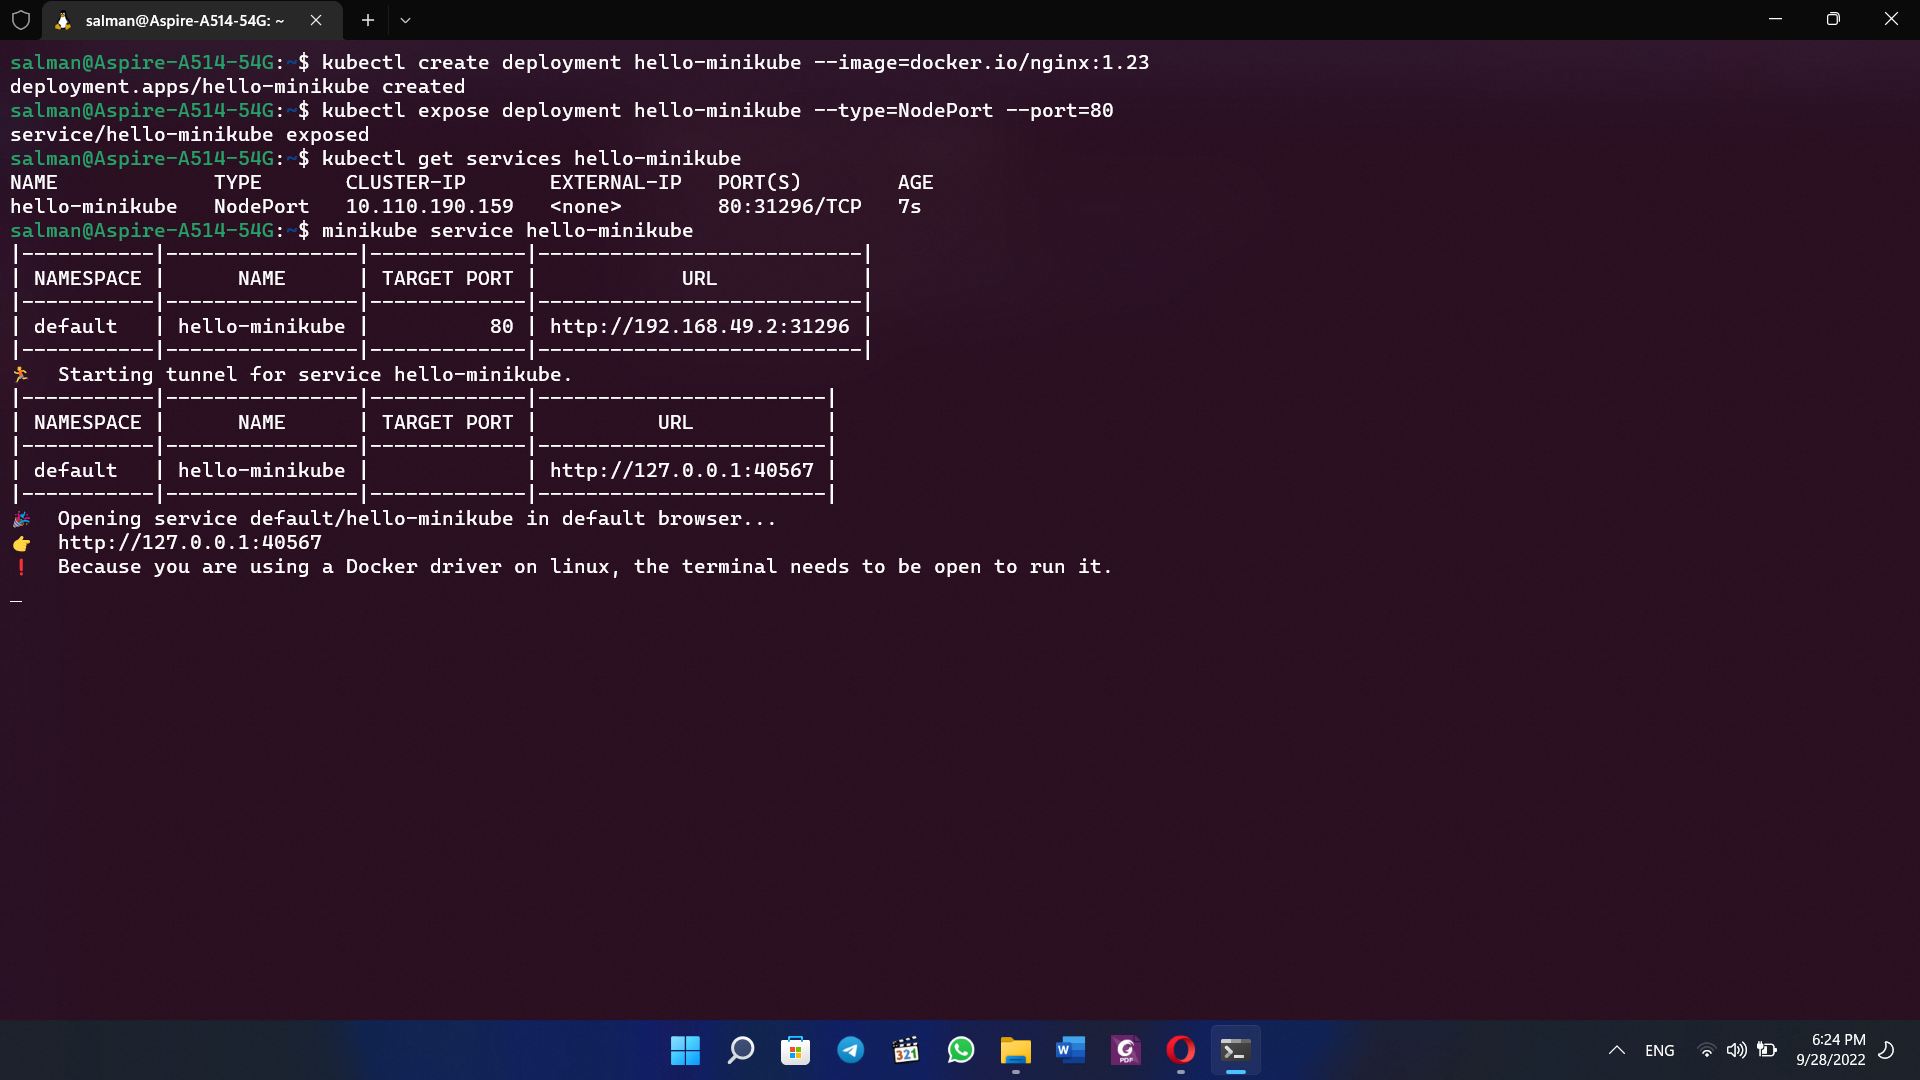 salman@Aspire-A514-54G: ~
salman@Aspire-A514-54G:~$ kubectl create deployment hello-minikube --image=docker.io/nginx:1.23
deployment.apps/hello-minikube created
salman@Aspire-A514-54G:~$ kubectl expose deployment hello-minikube --type=NodePort --port=80
service/hello-minikube exposed
salman@Aspire-A514-54G:~$ kubectl get services hello-minikube
NAME             TYPE       CLUSTER-IP       EXTERNAL-IP   PORT(S)        AGE
hello-minikube   NodePort   10.110.190.159   <none>        80:31296/TCP   7s
salman@Aspire-A514-54G:~$ minikube service hello-minikube
|-----------|----------------|-------------|---------------------------|
| NAMESPACE |      NAME      | TARGET PORT |            URL            |
|-----------|----------------|-------------|---------------------------|
| default   | hello-minikube |          80 | http://192.168.49.2:31296 |
|-----------|----------------|-------------|---------------------------|
🏃  Starting tunnel for service hello-minikube.
|-----------|----------------|-------------|------------------------|
| NAMESPACE |      NAME      | TARGET PORT |          URL           |
|-----------|----------------|-------------|------------------------|
| default   | hello-minikube |             | http://127.0.0.1:40567 |
|-----------|----------------|-------------|------------------------|
🎉  Opening service default/hello-minikube in default browser...
👉  http://127.0.0.1:40567
❗  Because you are using a Docker driver on linux, the terminal needs to be open to run it.
321
W
PDF
ENG
6:24 PM
9/28/2022